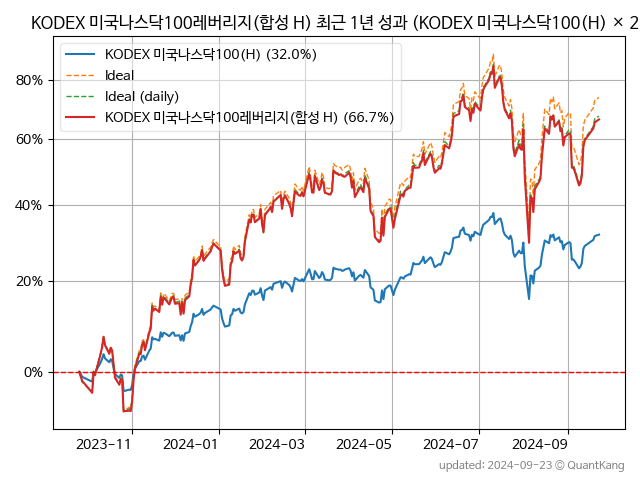 KODEX 미국나스닥100레버리지(합성 H) 최근 1년 성과 (KODEX 미국나스닥100(H) × 2
KODEX 미국나스닥100(H) (32.0%)
Ideal
Ideal (daily)
KODEX 미국나스닥100레버리지(합성 H) (66.7%)
80%
60%
40%
20%
0%
2023-11 2024-01 2024-03 2024-05 2024-07 2024-09
updated: 2024-09-23 © QuantKang